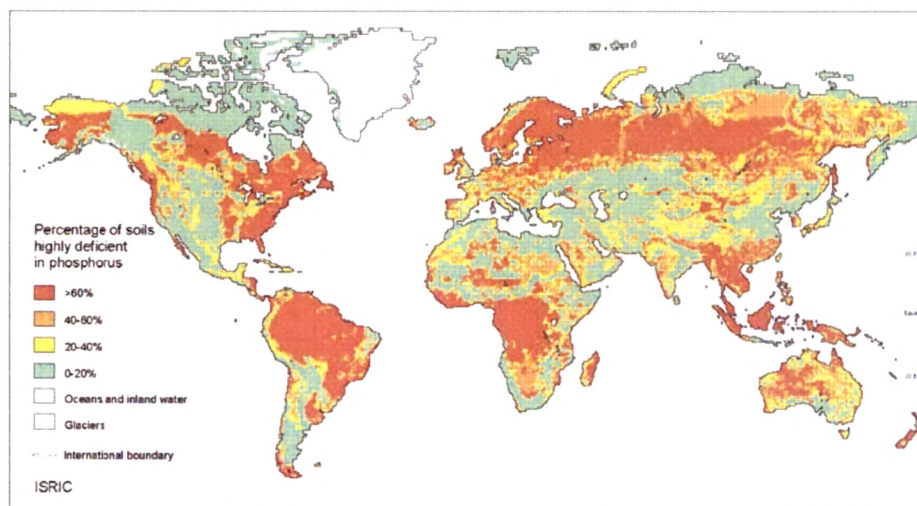 Percentage of soils
highly deficient
in phosphorus
>60%
40-60%
20-40%
0-20%
Oceans and inland water
Glaciers
International boundary
ISRIC